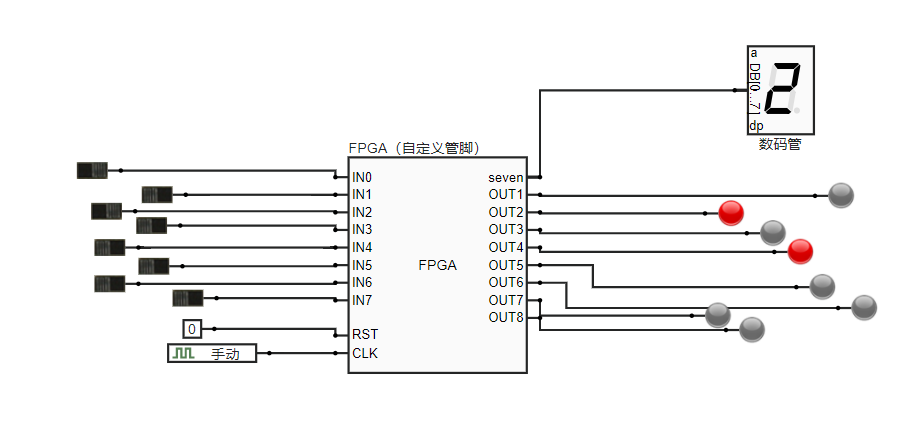 a
DB[0...7]
dp
数码管
FPGA（自定义管脚）
IN0
IN1
IN2
IN3
IN4
IN5
IN6
IN7
RST
CLK
FPGA
seven
OUT1
OUT2
OUT3
OUT4
OUT5
OUT6
OUT7
OUT8
0
手动
2